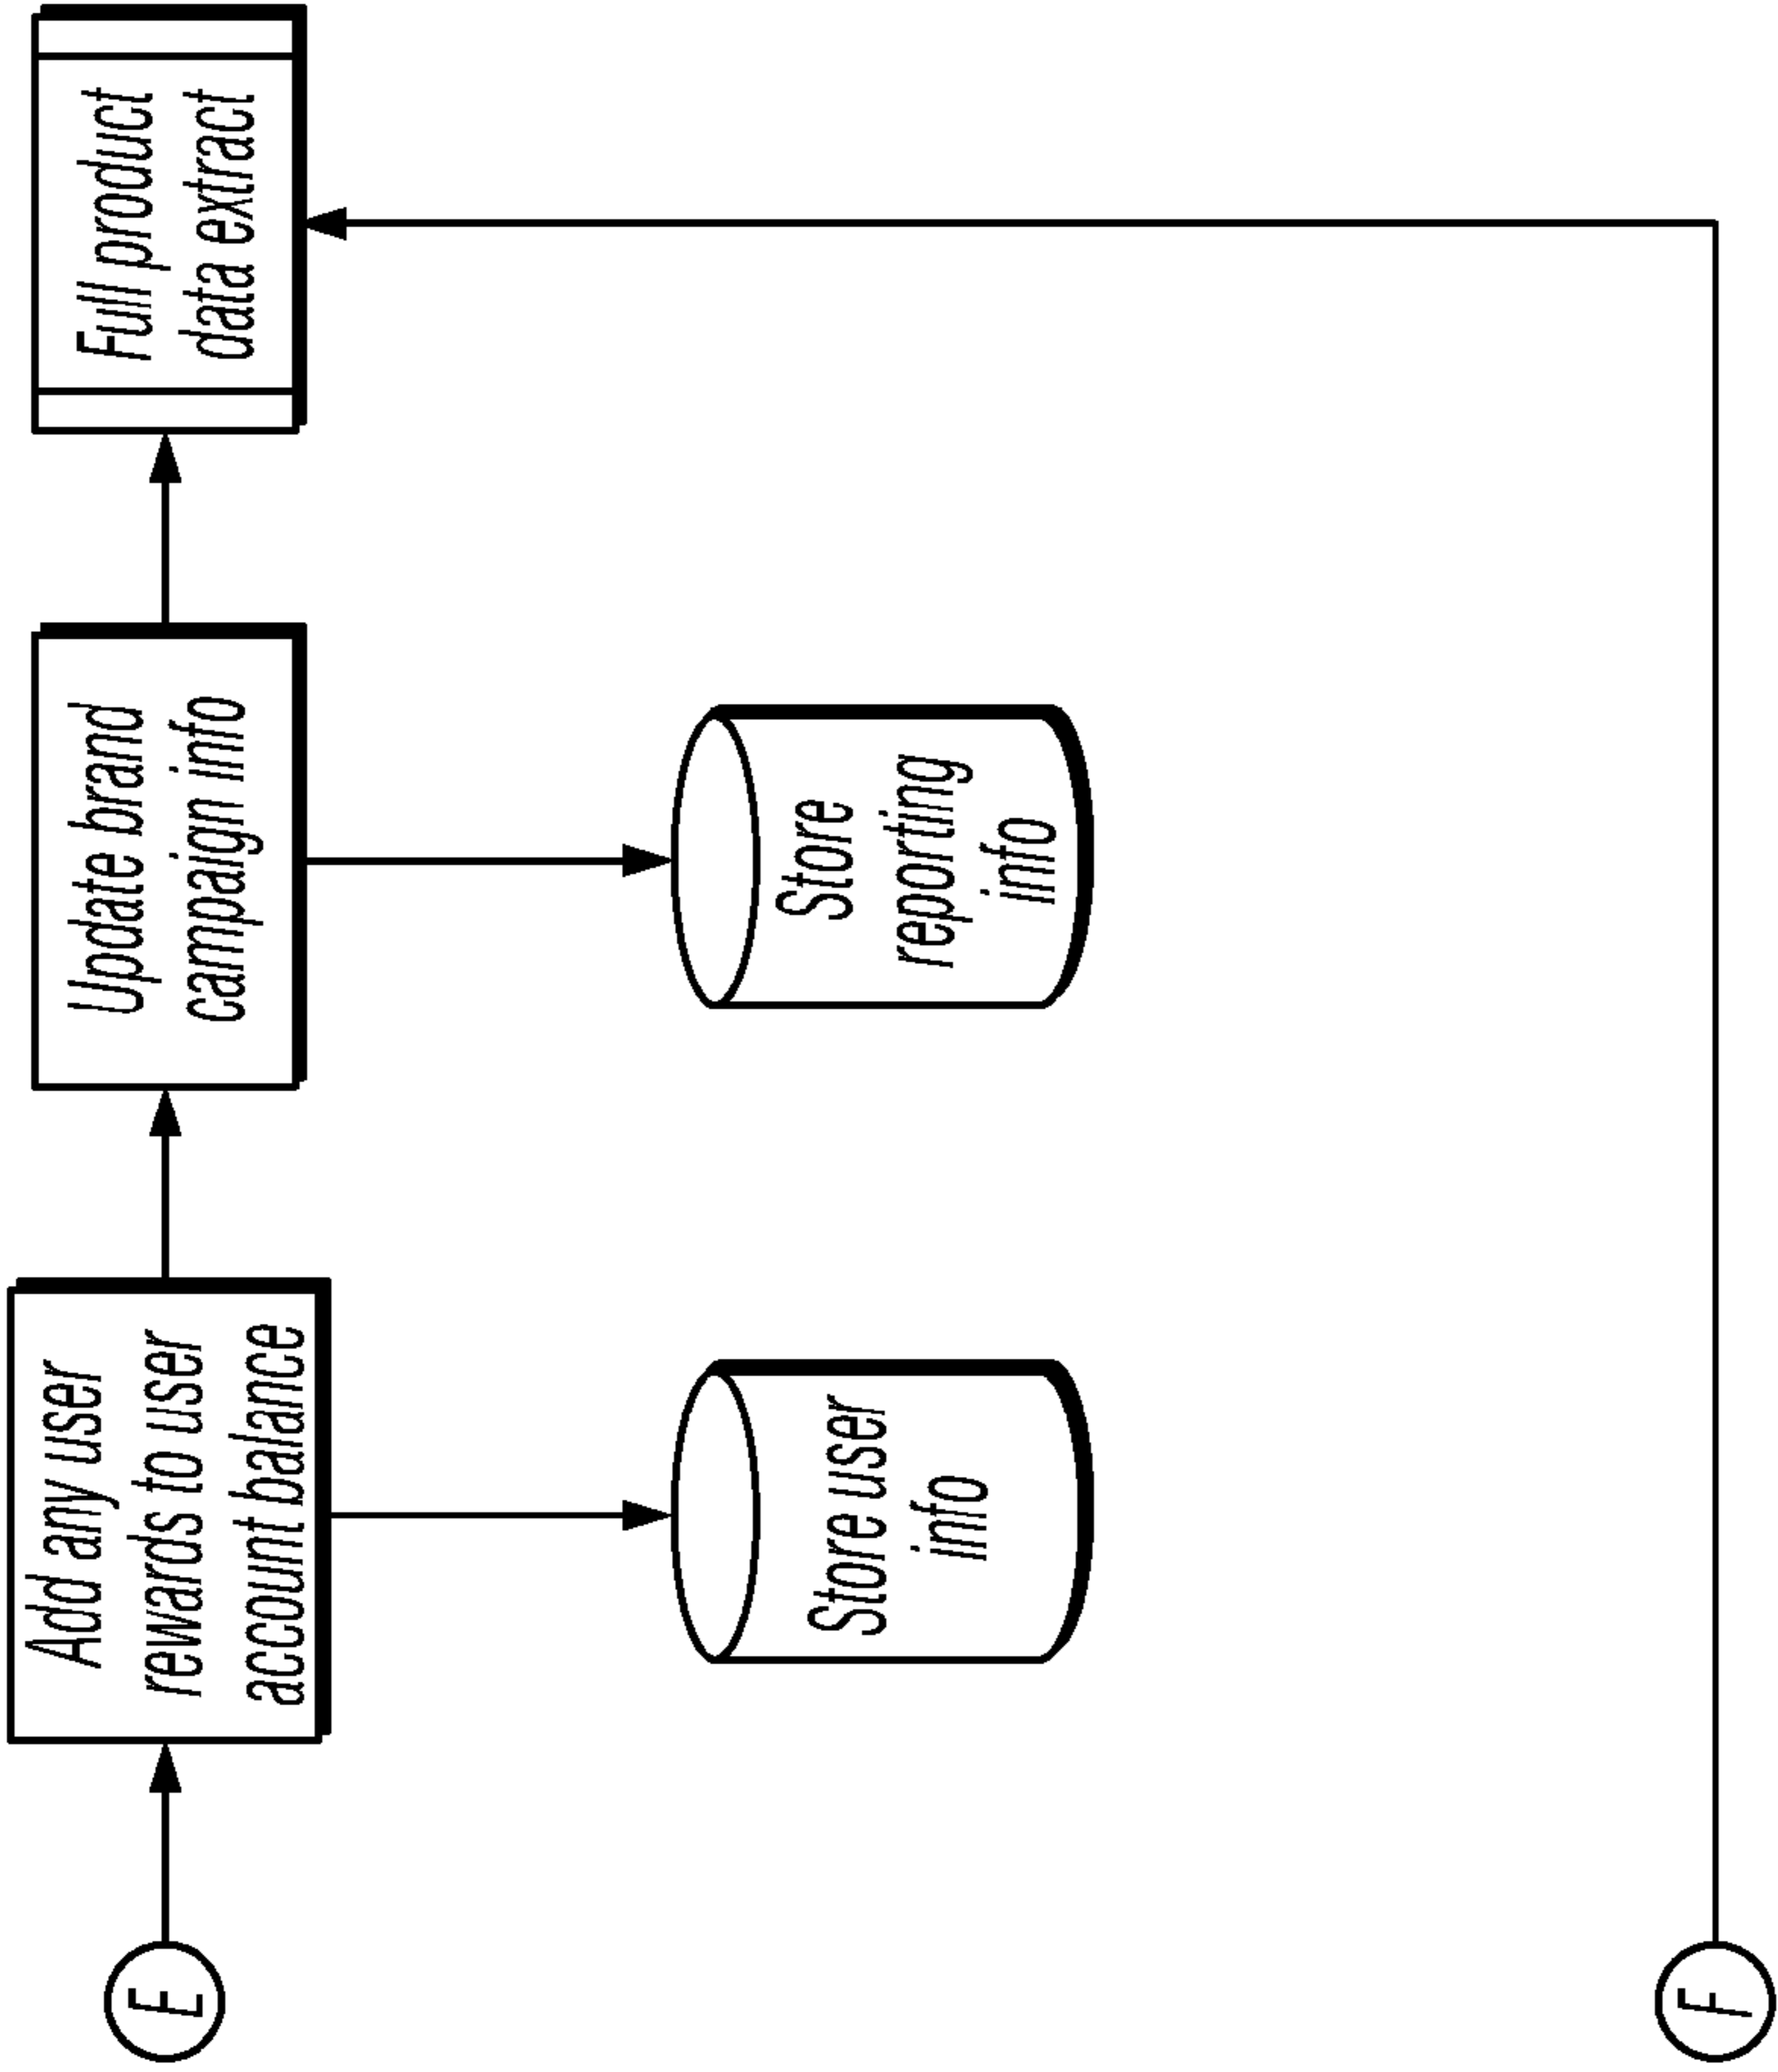 E
Add any user
rewards to user
account balance
Update brand
campaign info
Full product
data extract
Store user
info
Store
reporting
info
F